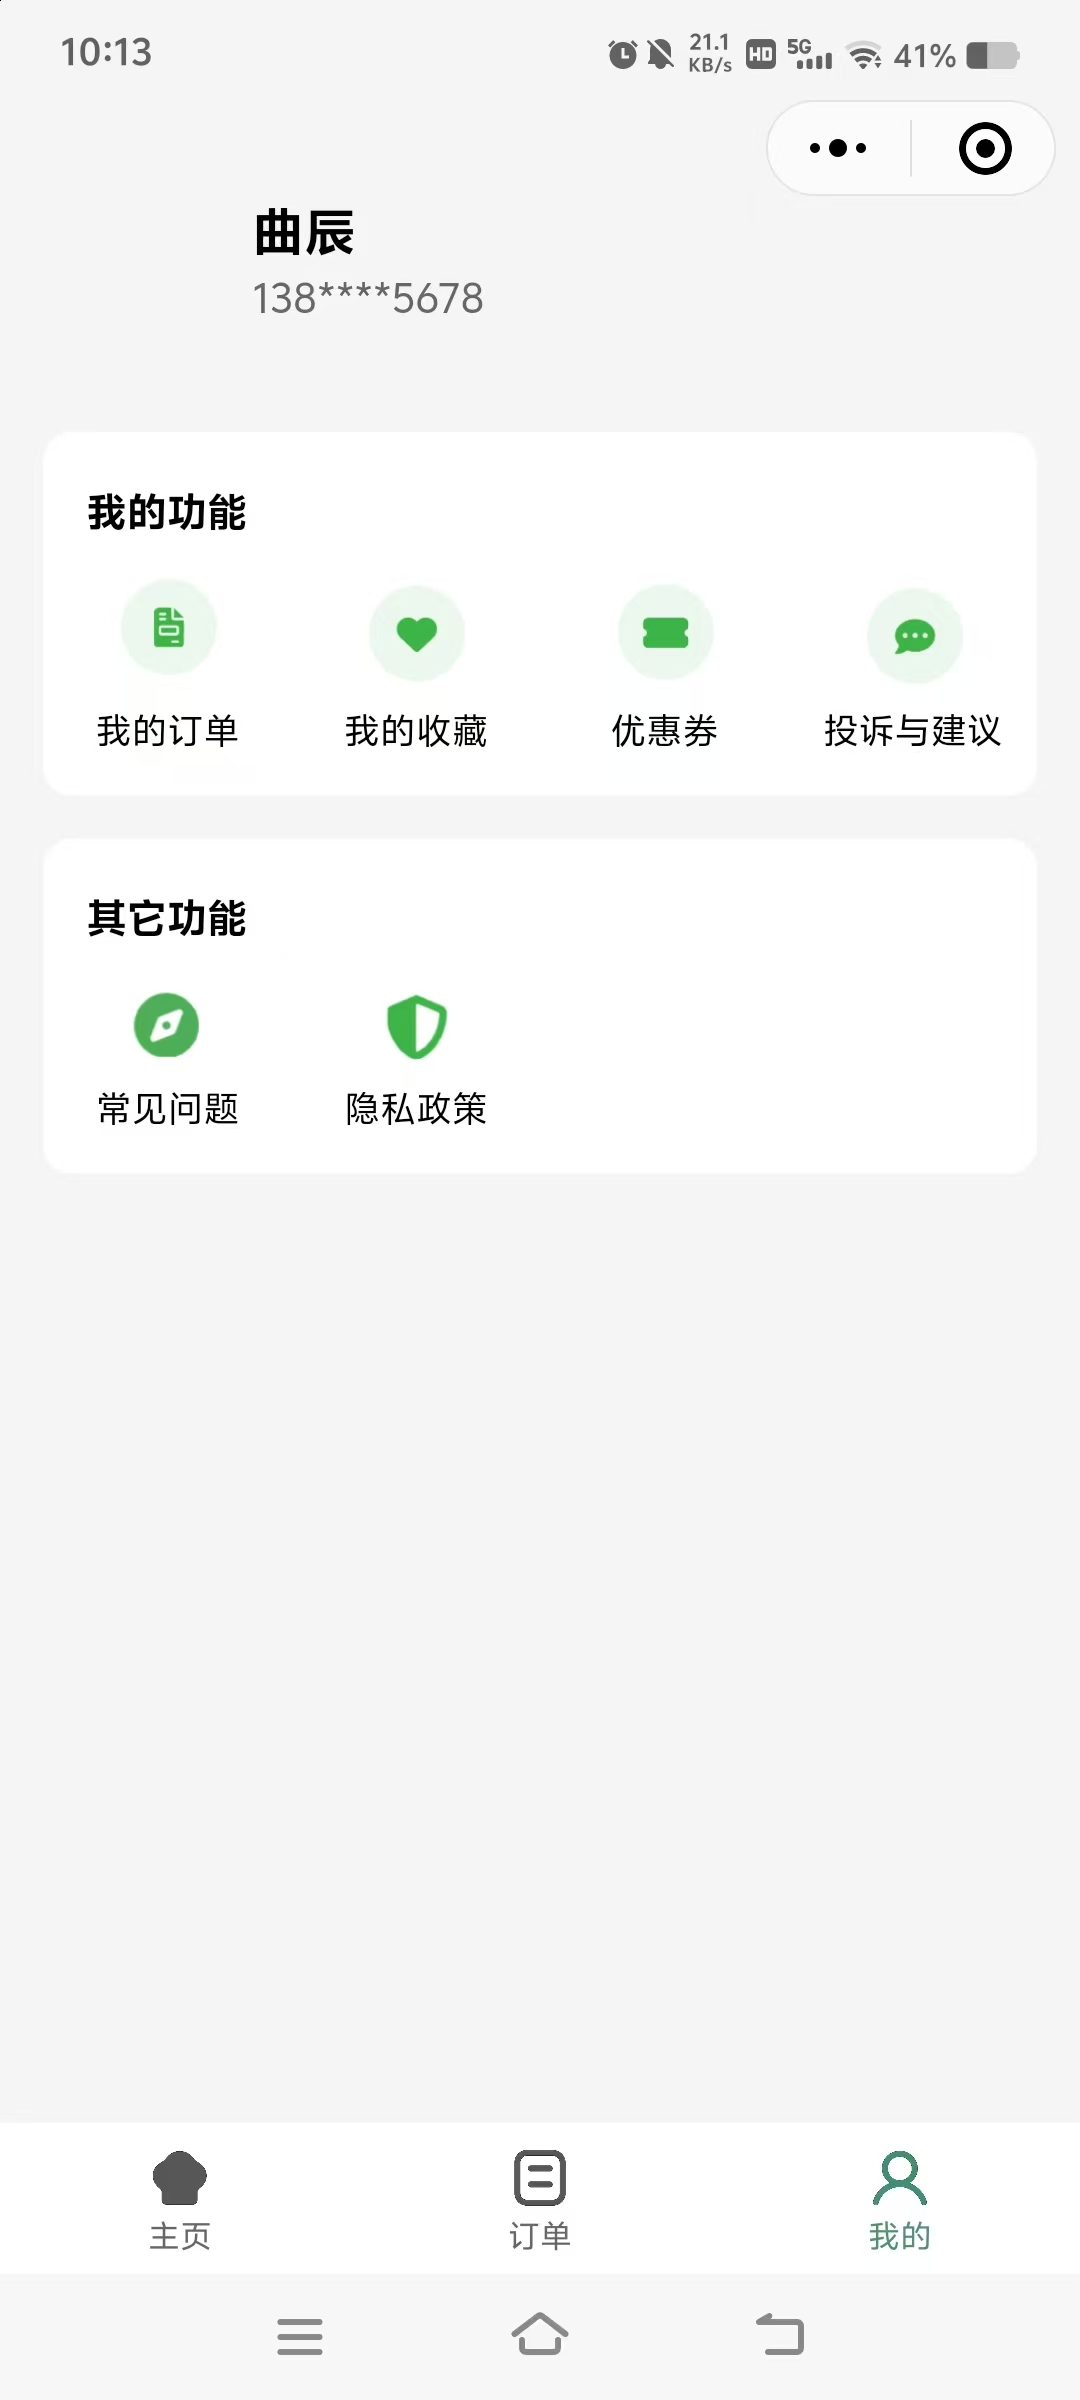 10:13
21.1
KB/s
HD
5G
41%
曲辰
138****5678
我的功能
我的订单 我的收藏 优惠券 投诉与建议
其它功能
常见问题 隐私政策
主页 订单 我的